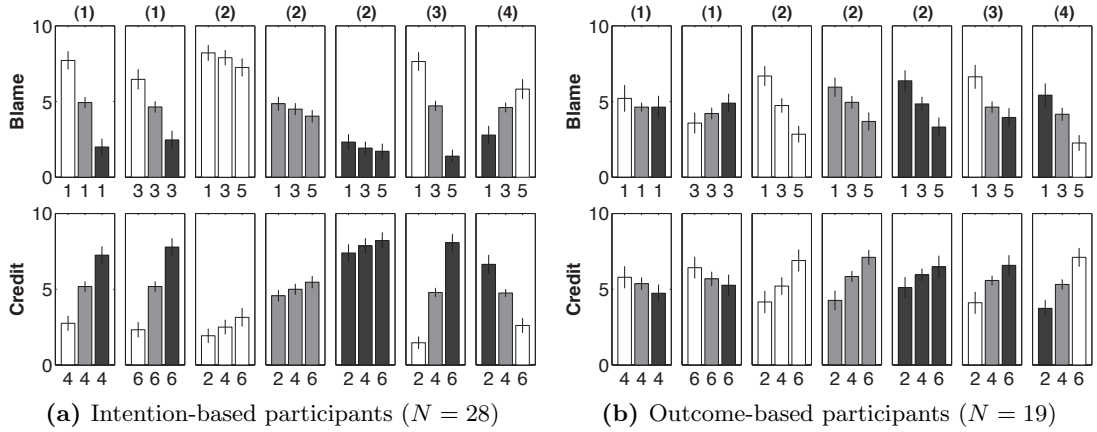 (1) (1) (2) (2) (2) (3) (4) (1) (1) (2) (2) (2) (3) (4)
10 10
Blame Blame
5 5
0 0
1 1 1 3 3 3 1 3 5 1 3 5 1 3 5 1 3 5 1 3 5 1 1 1 3 3 3 1 3 5 1 3 5 1 3 5 1 3 5 1 3 5
10 10
Credit Credit
5 5
0 0
4 4 4 6 6 6 2 4 6 2 4 6 2 4 6 2 4 6 2 4 6 4 4 4 6 6 6 2 4 6 2 4 6 2 4 6 2 4 6 2 4 6
(a) Intention-based participants (N = 28) (b) Outcome-based participants (N = 19)